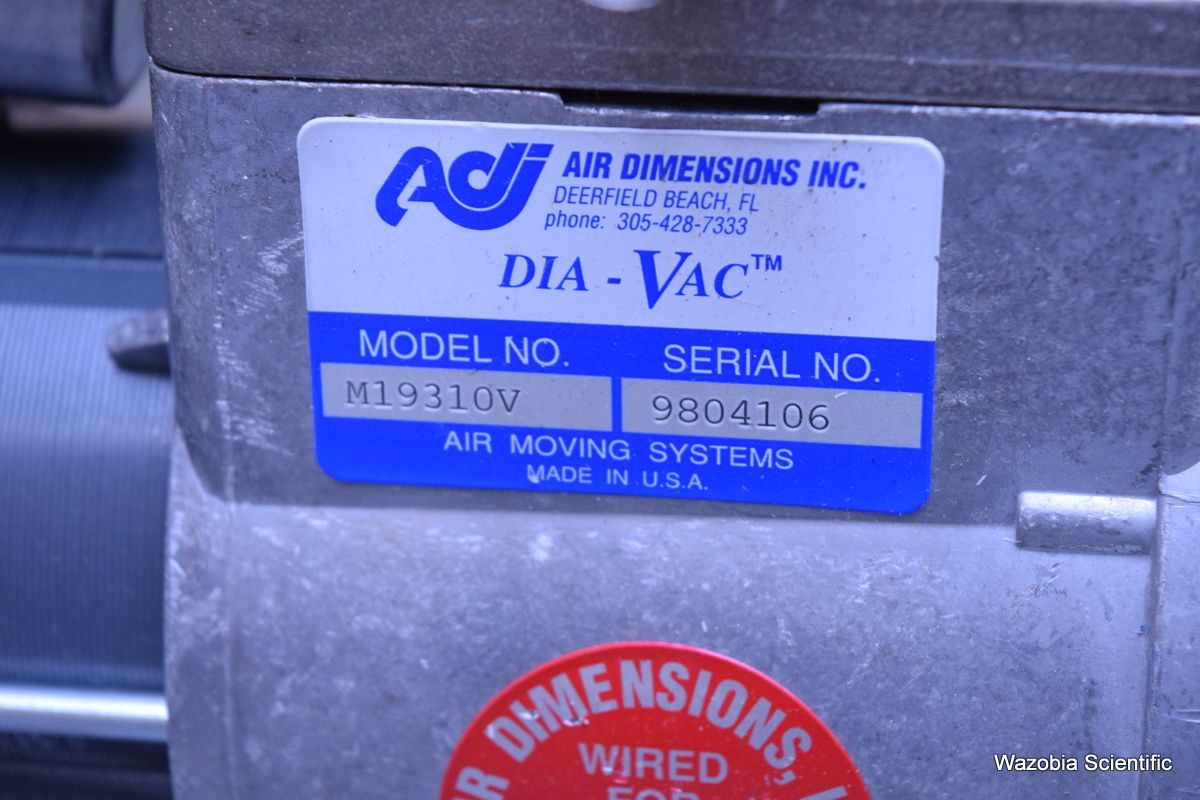 Adi
AIR DIMENSIONS INC.
DEERFIELD BEACH, FL
phone: 305-428-7333
DIA - VAC™
MODEL NO. SERIAL NO.
M19310V 9804106
AIR MOVING SYSTEMS
MADE IN U.S.A.
DIMENSIONS,
WIRED
FOR
Wazobia Scientific